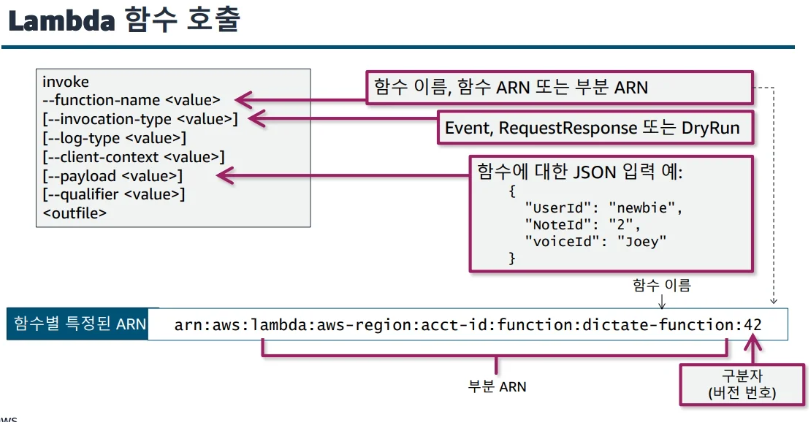 Lambda 함수 호출
invoke
--function-name <value>
[--invocation-type <value>]
[--log-type <value>]
[--client-context <value>]
[--payload <value>]
[--qualifier <value>]
<outfile>
함수 이름, 함수 ARN 또는 부분 ARN
Event, RequestResponse 또는 DryRun
함수에 대한 JSON 입력 예:
{
"UserId": "newbie",
"NoteId": "2",
"voiceId": "Joey"
}
함수 이름
함수별 특정된 ARN
arn:aws:lambda:aws-region:acct-id:function:dictate-function:42
부분 ARN
구분자
(버전 번호)